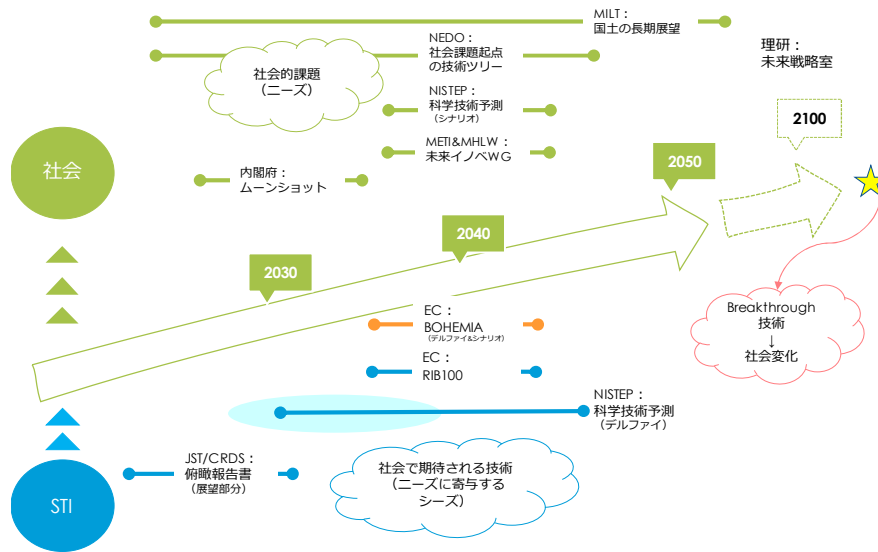 MILT：
国土の長期展望
NEDO：
社会課題起点
の技術ツリー
理研：
未来戦略室
社会的課題
（ニーズ）
NISTEP：
科学技術予測
（シナリオ）
2100
METI&MHLW：
未来イノベWG
2050
社会
内閣府：
ムーンショット
2040
2030
EC：
BOHEMIA
（デルファイ&シナリオ）
Breakthrough
技術
↓
社会変化
EC：
RIB100
NISTEP：
科学技術予測
（デルファイ）
JST/CRDS：
俯瞰報告書
（展望部分）
社会で期待される技術
（ニーズに寄与する
シーズ）
STI